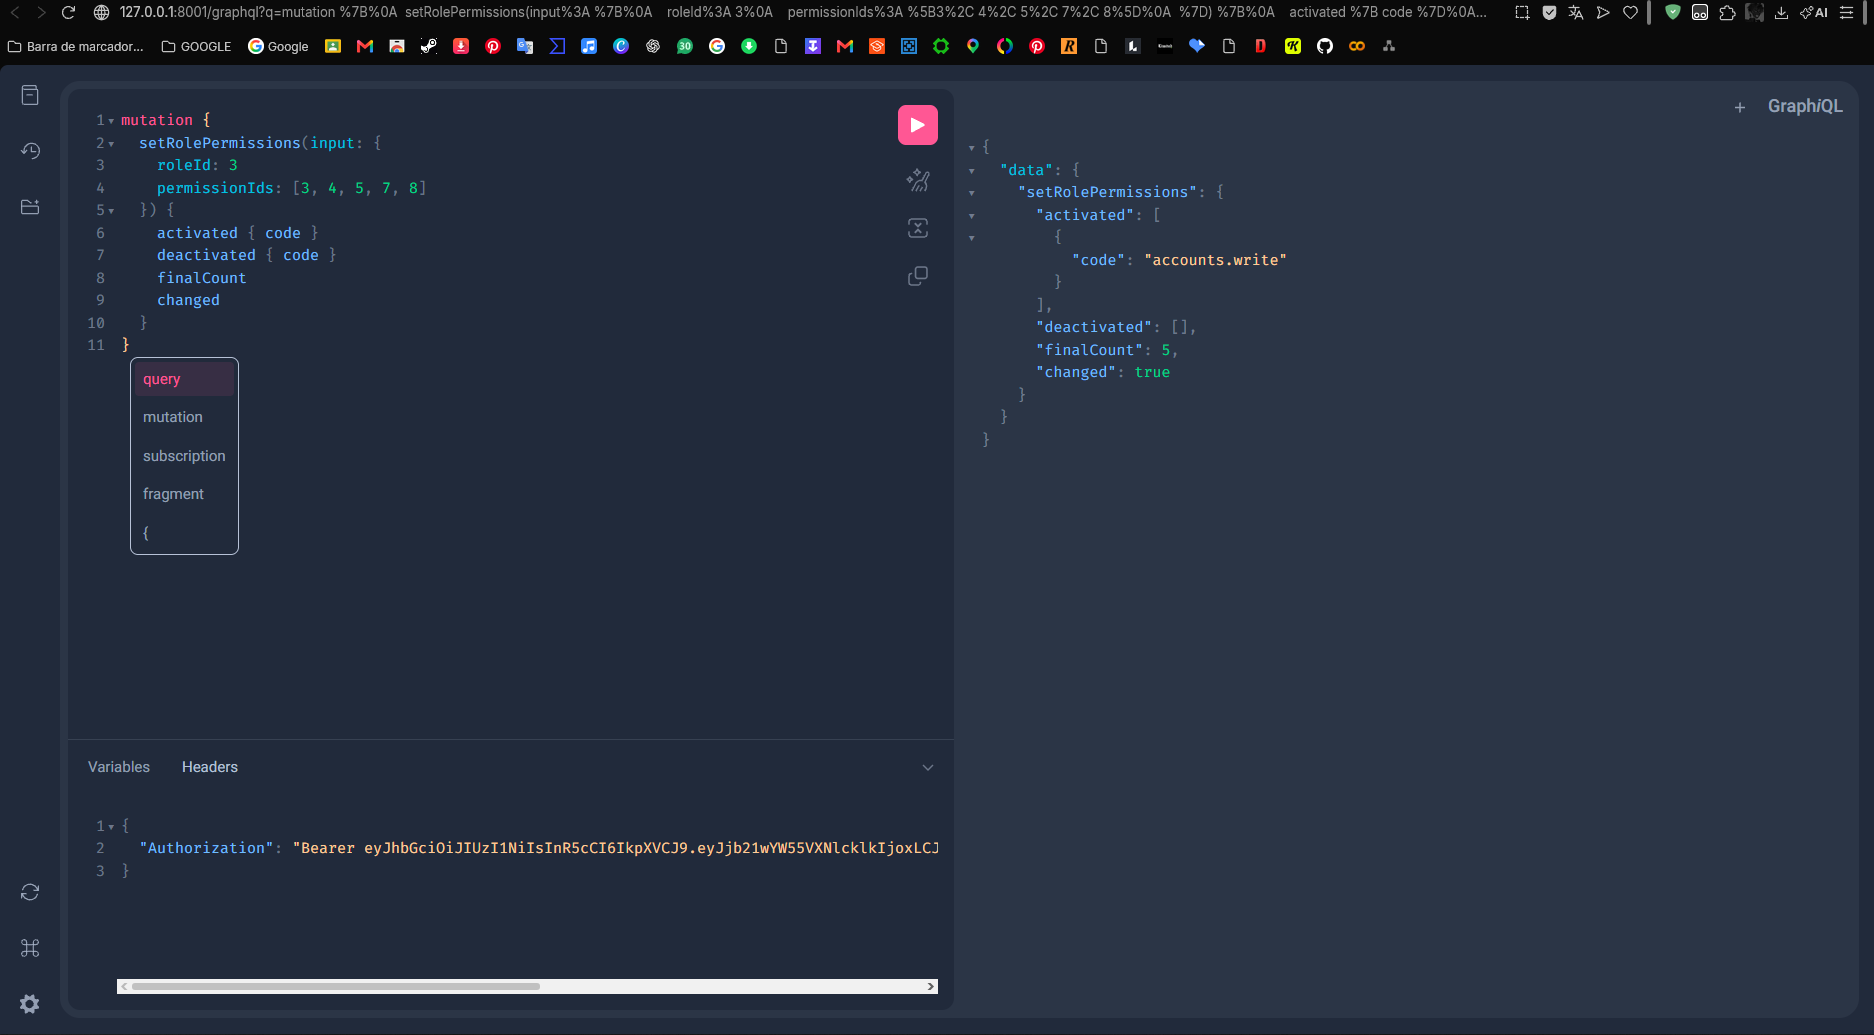 127.0.0.1:8001/graphql?q=mutation %7B%0A  setRolePermissions(input%3A %7B%0A    roleId%3A 3%0A    permissionIds%3A %5B3%2C 4%2C 5%2C 7%2C 8%5D%0A  %7D) %7B%0A    activated %7B code %7D%0A...
AI
Barra de marcador... GOOGLE Google
GraphiQL
1 mutation {
2   setRolePermissions(input: {
3     roleId: 3
4     permissionIds: [3, 4, 5, 7, 8]
5   }) {
6     activated { code }
7     deactivated { code }
8     finalCount
9     changed
10   }
11 }
query
mutation
subscription
fragment
{
{
  "data": {
    "setRolePermissions": {
      "activated": [
        {
          "code": "accounts.write"
        }
      ],
      "deactivated": [],
      "finalCount": 5,
      "changed": true
    }
  }
}
Variables Headers
1 {
2   "Authorization": "Bearer eyJhbGciOiJIUzI1NiIsInR5cCI6IkpXVCJ9.eyJjb21wYW55VXNlcklkIjoxLCJ
3 }